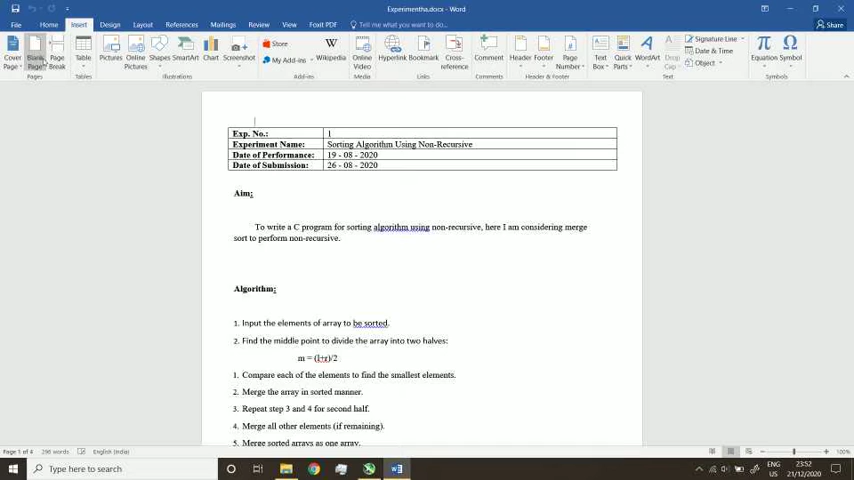 Experimentha.docs - Word
File Home Insert Design Layout References Mailings Review View Foxit PDF Tell me what you want to do... Share
Cover Page Blank Page Page Break Table Pictures Online Pictures Shapes SmartArt Chart Screenshot Store My Add-ins Wikipedia Online Video Hyperlink Bookmark Cross-reference Comment Header Footer Page Number Text Box Quick Parts WordArt Signature Line Date & Time Object Equation Symbol
Pages Tables Illustrations Add-ins Media Links Comments Header & Footer Text Symbols
Exp. No.: 1
Experiment Name: Sorting Algorithm Using Non-Recursive
Date of Performance: 19 - 08 - 2020
Date of Submission: 26 - 08 - 2020
Aim:
To write a C program for sorting algorithm using non-recursive, here I am considering merge
sort to perform non-recursive.
Algorithm:
1. Input the elements of array to be sorted.
2. Find the middle point to divide the array into two halves:
m = (l+r)/2
1. Compare each of the elements to find the smallest elements.
2. Merge the array in sorted manner.
3. Repeat step 3 and 4 for second half.
4. Merge all other elements (if remaining).
5. Merge sorted arrays as one array.
Page 1 of 4 298 words English (India) 100%
Type here to search ENG US 23:52 21/12/2020